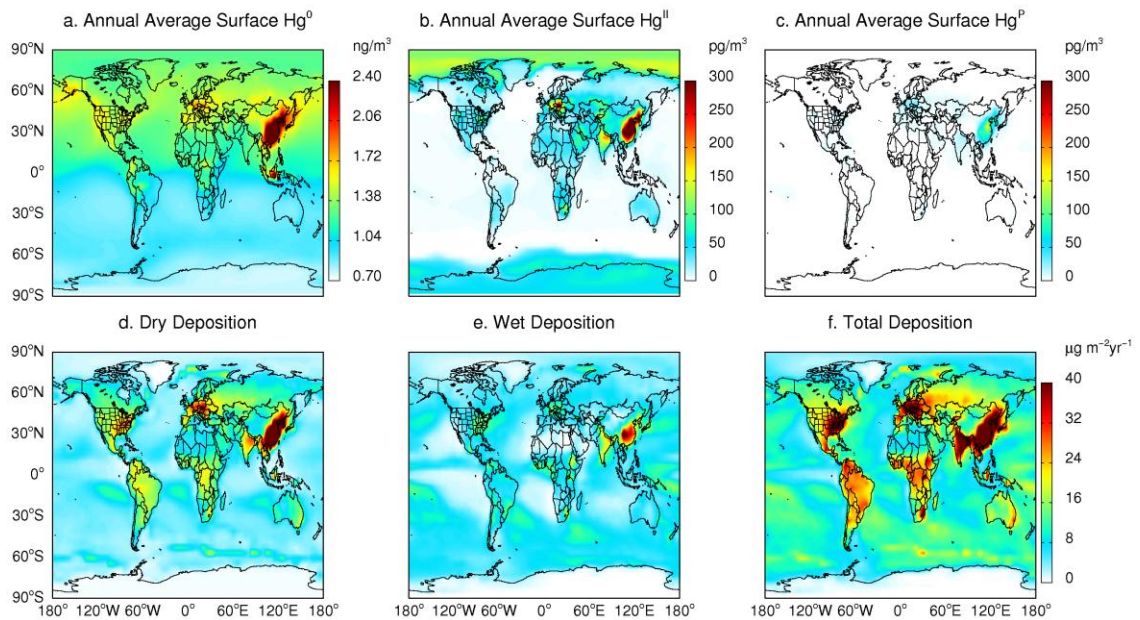 a. Annual Average Surface Hg⁰
b. Annual Average Surface Hgᴵᴵ
c. Annual Average Surface Hgᴾ
90°N
60°N
30°N
0°
30°S
60°S
90°S
ng/m³
2.40
2.06
1.72
1.38
1.04
0.70
pg/m³
300
250
200
150
100
50
0
pg/m³
300
250
200
150
100
50
0
d. Dry Deposition
e. Wet Deposition
f. Total Deposition
90°N
60°N
30°N
0°
30°S
60°S
90°S
μg m⁻²yr⁻¹
40
32
24
16
8
0
180° 120°W 60°W 0° 60°E 120°E 180°
180° 120°W 60°W 0° 60°E 120°E 180°
180° 120°W 60°W 0° 60°E 120°E 180°